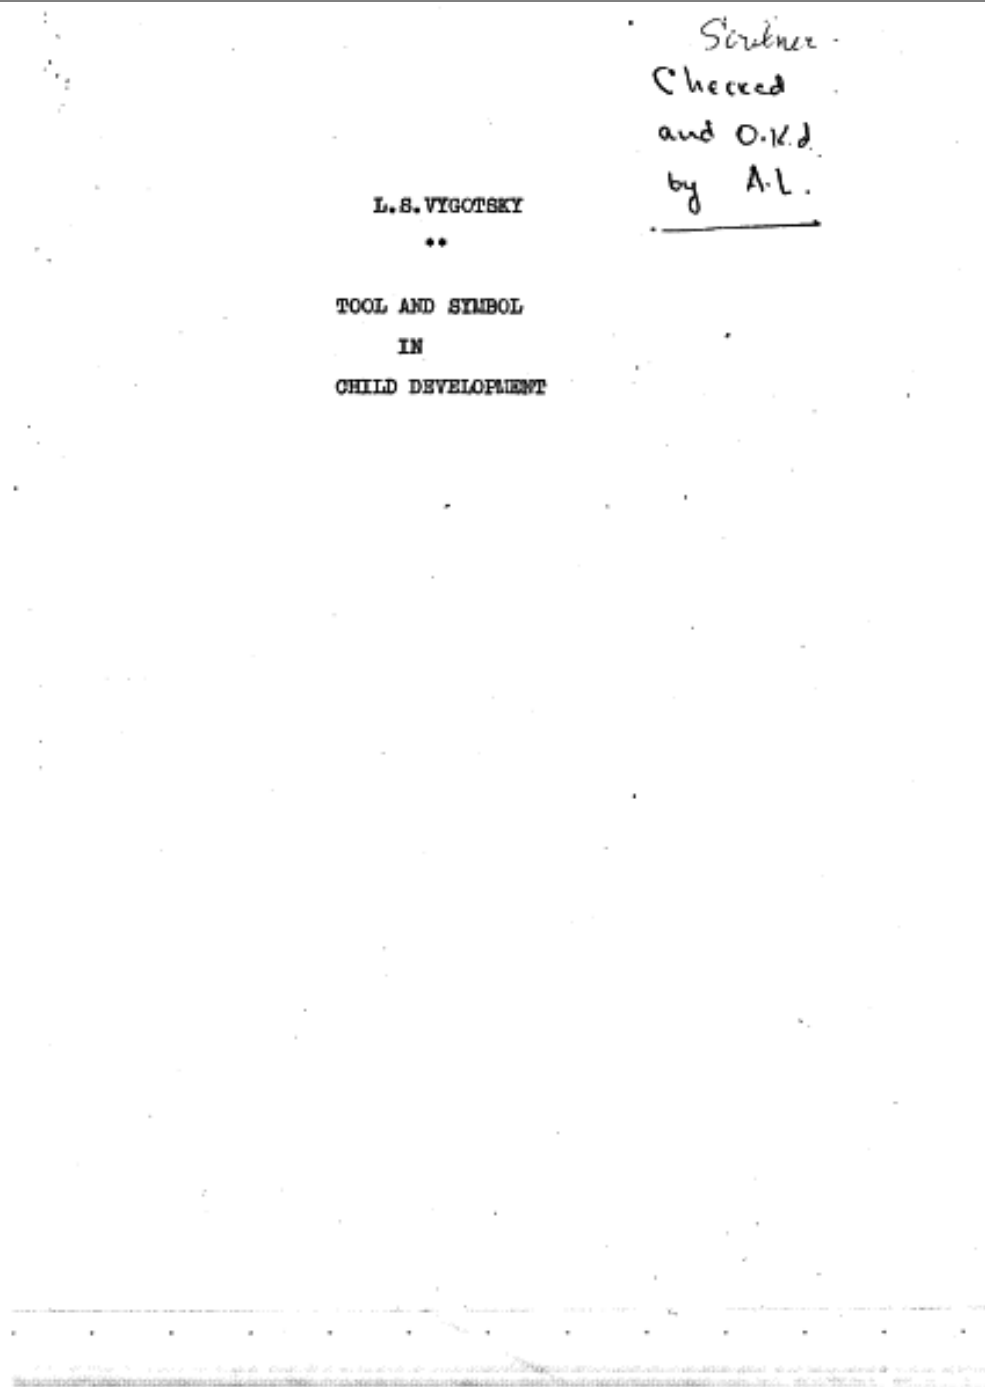 Scribner
Checked
and O.K.d
by A.L.
L.S.VYGOTSKY
TOOL AND SYMBOL
IN
CHILD DEVELOPMENT